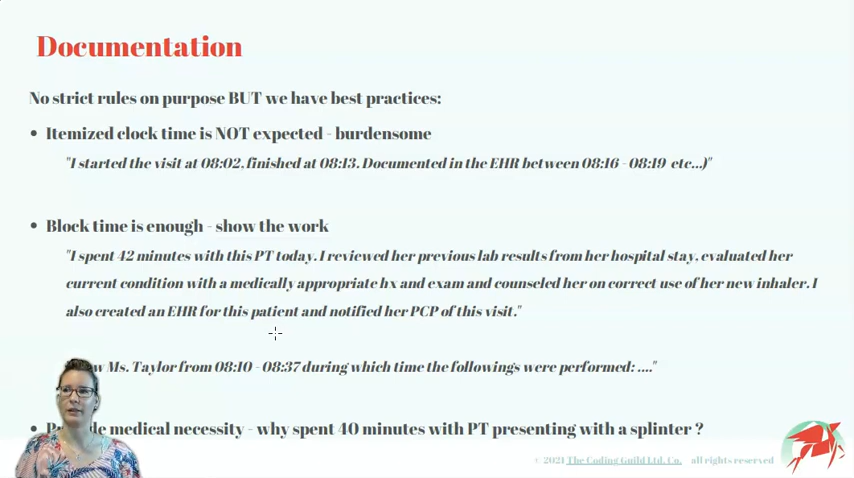 Documentation
No strict rules on purpose BUT we have best practices:
• Itemized clock time is NOT expected - burdensome
"I started the visit at 08:02, finished at 08:13. Documented in the EHR between 08:16 - 08:19 etc...)"
• Block time is enough - show the work
"I spent 42 minutes with this PT today. I reviewed her previous lab results from her hospital stay, evaluated her
current condition with a medically appropriate hx and exam and counseled her on correct use of her new inhaler. I
also created an EHR for this patient and notified her PCP of this visit."
Ms. Taylor from 08:10 - 08:37 during which time the followings were performed: ...."
• medical necessity - why spent 40 minutes with PT presenting with a splinter ?
© 2021 The Coding Guild Ltd. Co. all rights reserved